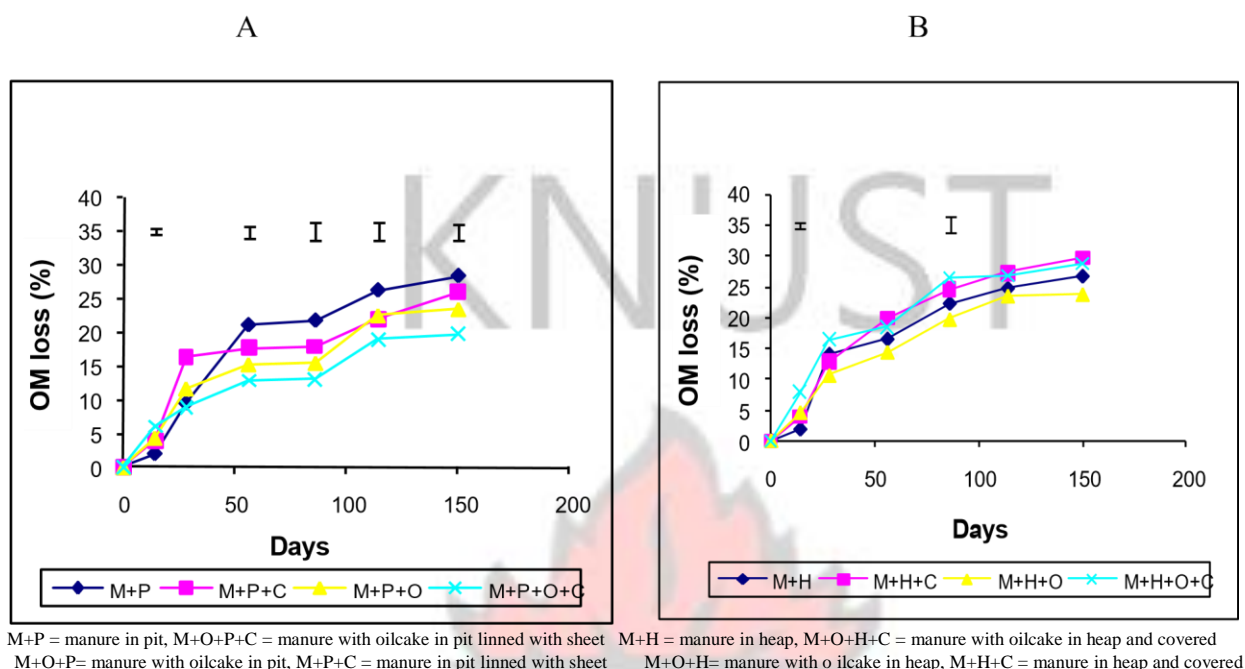 A
B
KNUST
40
35
30
25
20
15
10
5
0
OM loss (%)
0 50 100 150 200
Days
M+P M+P+C M+P+O M+P+O+C
40
35
30
25
20
15
10
5
0
OM loss (%)
0 50 100 150 200
Days
M+H M+H+C M+H+O M+H+O+C
M+P = manure in pit, M+O+P+C = manure with oilcake in pit linned with sheet
M+O+P= manure with oilcake in pit, M+P+C = manure in pit linned with sheet
M+H = manure in heap, M+O+H+C = manure with oilcake in heap and covered
M+O+H= manure with o ilcake in heap, M+H+C = manure in heap and covered